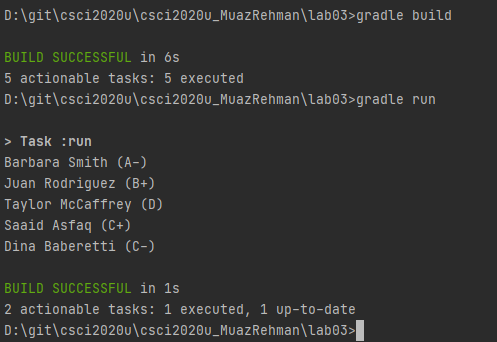 D:\git\csci2020u\csci2020u_MuazRehman\lab03>gradle build
BUILD SUCCESSFUL in 6s
5 actionable tasks: 5 executed
D:\git\csci2020u\csci2020u_MuazRehman\lab03>gradle run
> Task :run
Barbara Smith (A-)
Juan Rodriguez (B+)
Taylor McCaffrey (D)
Saaid Asfaq (C+)
Dina Baberetti (C-)
BUILD SUCCESSFUL in 1s
2 actionable tasks: 1 executed, 1 up-to-date
D:\git\csci2020u\csci2020u_MuazRehman\lab03>